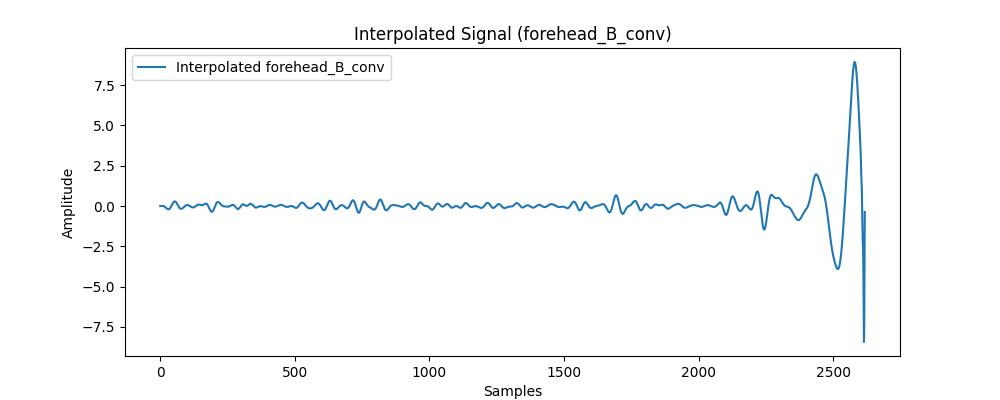 Interpolated Signal (forehead_B_conv)
Interpolated forehead_B_conv
7.5
5.0
2.5
0.0
−2.5
−5.0
−7.5
Amplitude
0 500 1000 1500 2000 2500
Samples